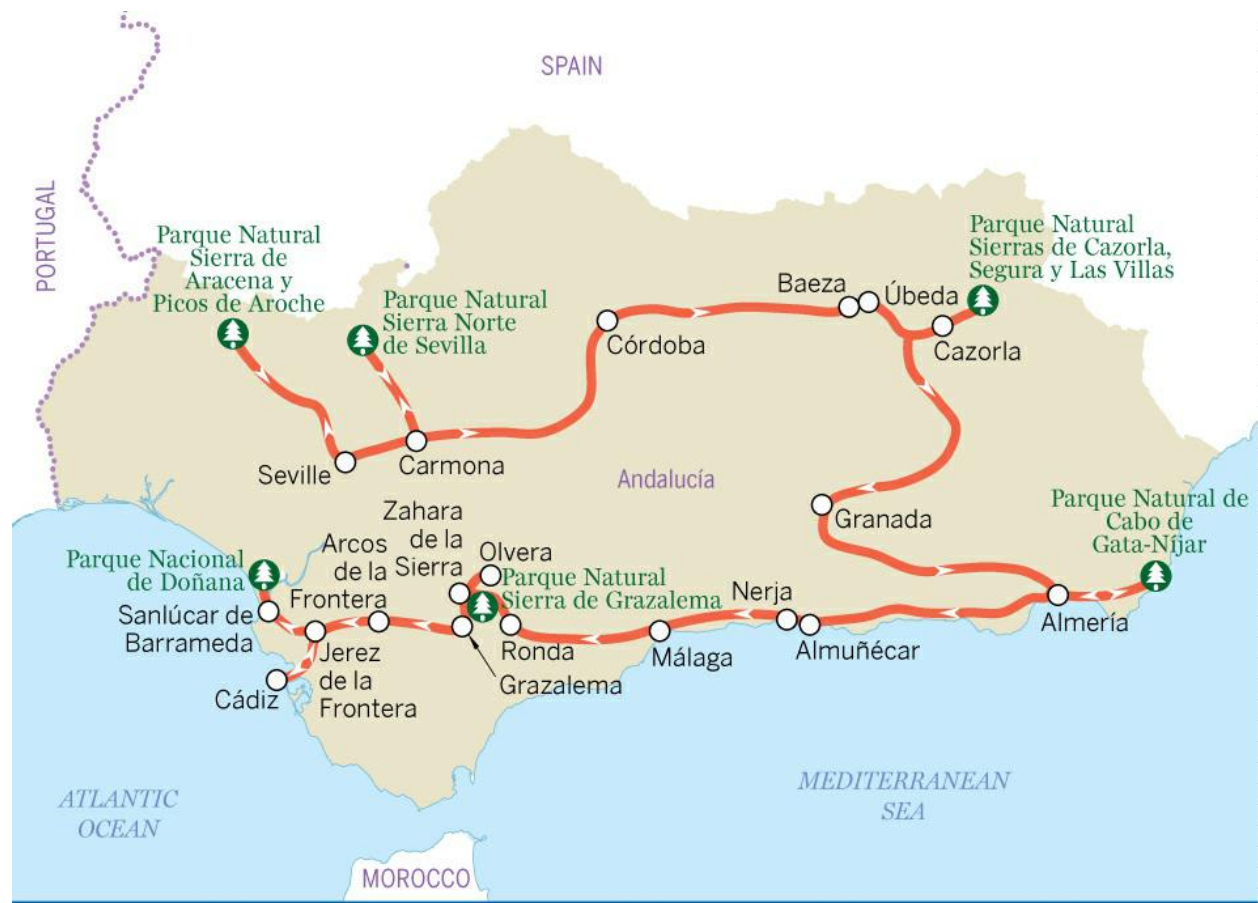 SPAIN
PORTUGAL
Parque Natural
Sierra de
Aracena y
Picos de Aroche
Parque Natural
Sierra Norte
de Sevilla
Parque Natural
Sierras de Cazorla,
Segura y Las Villas
Baeza
Úbeda
Córdoba
Cazorla
Seville
Carmona
Andalucía
Granada
Parque Natural de
Cabo de
Gata-Níjar
Zahara
de la
Sierra
Olvera
Arcos
de la
Frontera
Parque Nacional
de Doñana
Parque Natural
Sierra de Grazalema
Nerja
Sanlúcar de
Barrameda
Almería
Almuñécar
Málaga
Ronda
Grazalema
Jerez
de la
Frontera
Cádiz
ATLANTIC
OCEAN
MEDITERRANEAN
SEA
MOROCCO